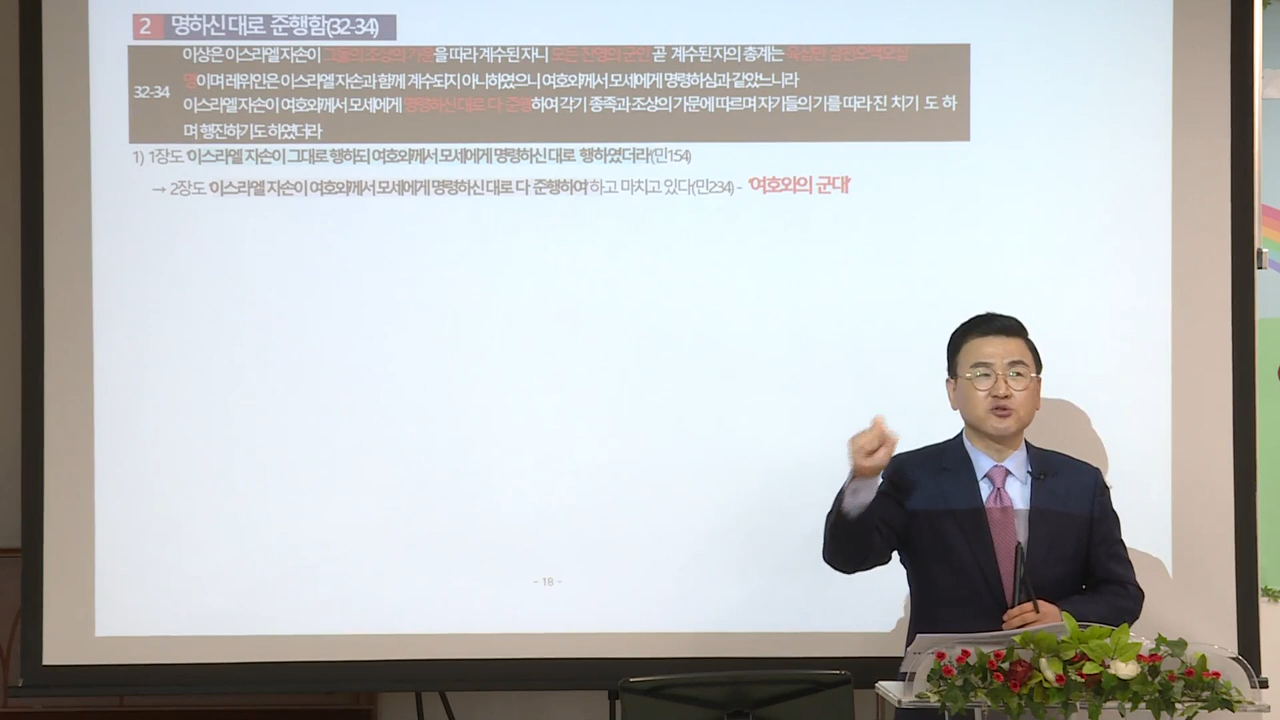 2 명하신 대로 준행함(32-34)
이상은 이스라엘 자손이 그들의 조상의 가문을 따라 계수된 자니 모든 진영의 군인 곧 계수된 자의 총계는 육십만 삼천오백오십
32-34 명이며 레위인은 이스라엘 자손과 함께 계수되지 아니하였으니 여호와께서 모세에게 명령하심과 같았느니라
이스라엘 자손이 여호와께서 모세에게 명령하신 대로 다 준행하여 각기 종족과 조상의 가문에 따르며 자기들의 기를 따라 진 치기 도 하
며 행진하기도 하였더라
1) 1장도 '이스라엘 자손이 그대로 행하되 여호와께서 모세에게 명령하신 대로 행하였더라'(민1:54)
→ 2장도 '이스라엘 자손이 여호와께서 모세에게 명령하신 대로 다 준행하여' 하고 마치고 있다(민2:34) - '여호와의 군대'
- 18 -